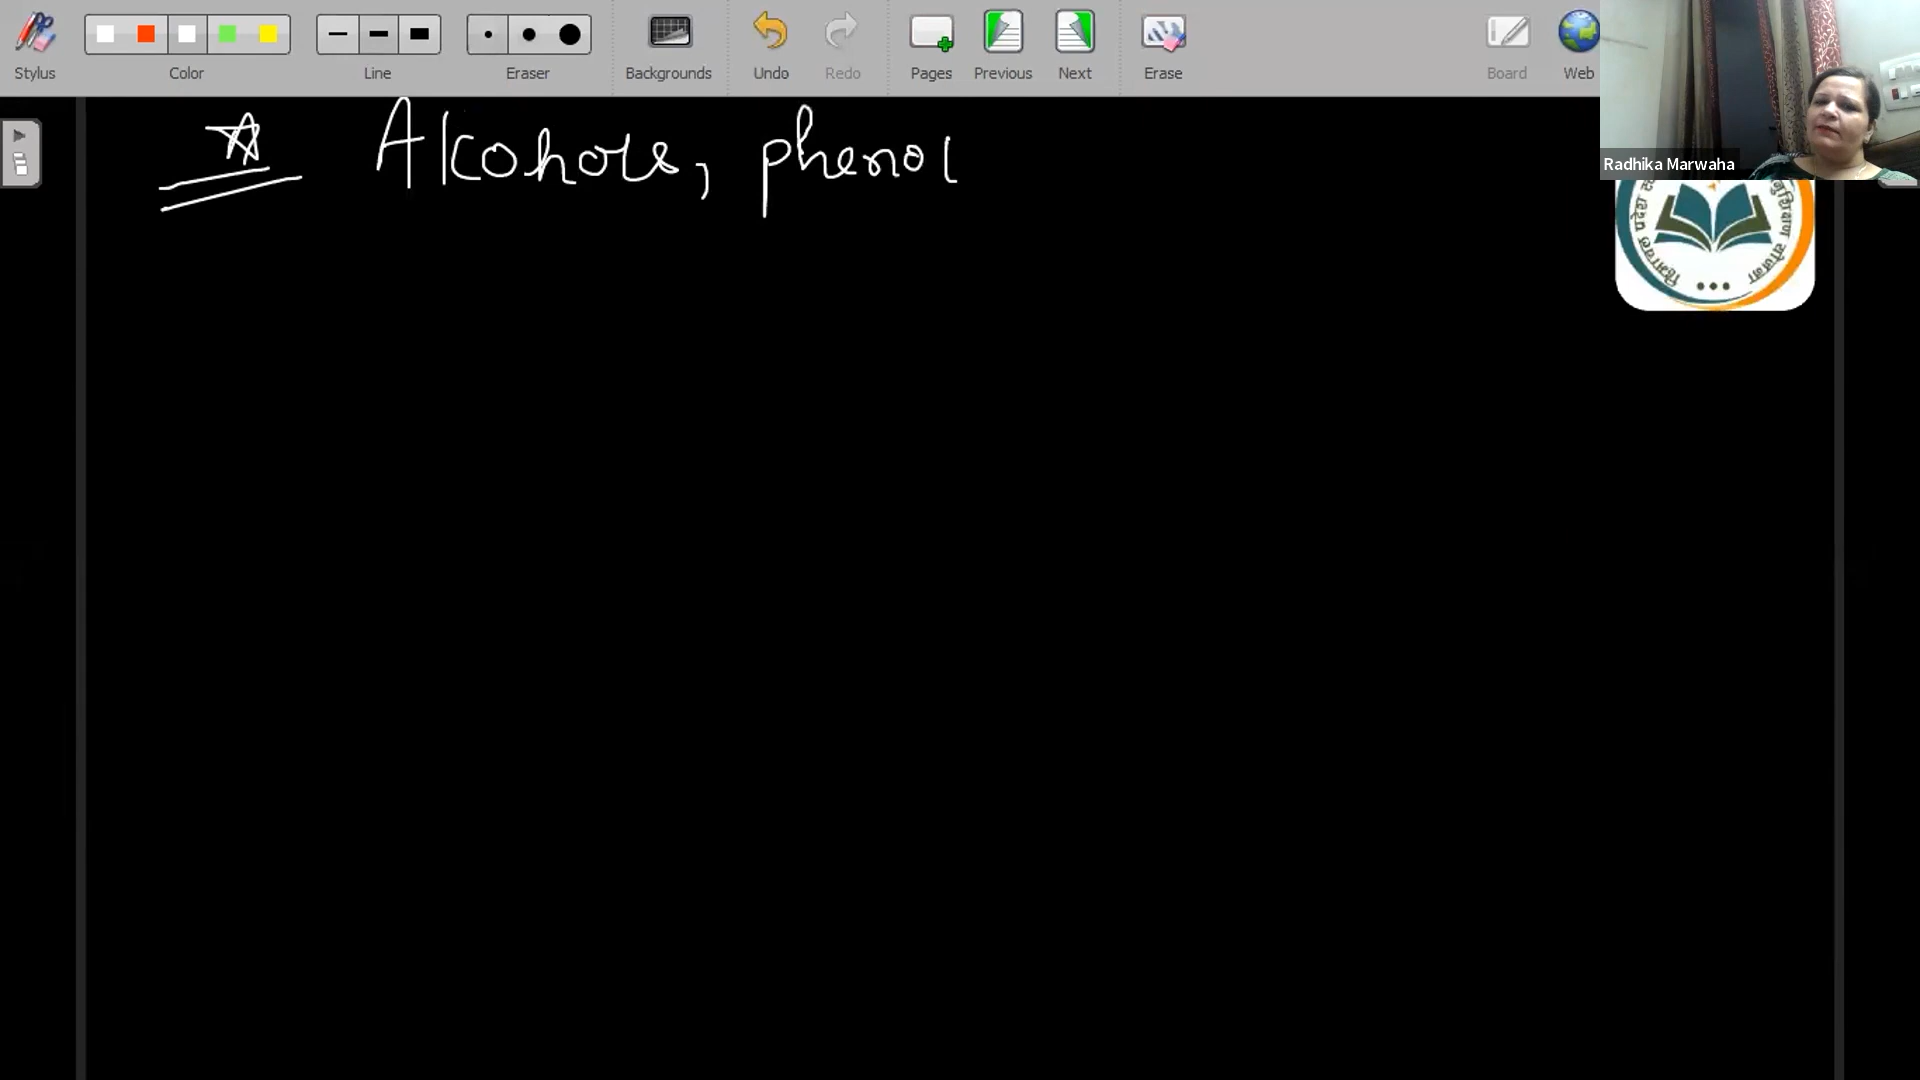 Stylus Color Line Eraser Backgrounds Undo Redo Pages Previous Next Erase Board Web
Radhika Marwaha
Alcohols, phenol